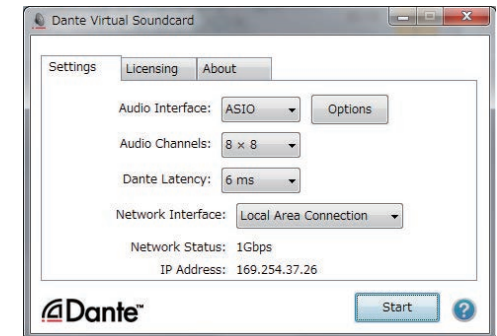 Dante Virtual Soundcard
Settings Licensing About
Audio Interface: ASIO Options
Audio Channels: 8 × 8
Dante Latency: 6 ms
Network Interface: Local Area Connection
Network Status: 1Gbps
IP Address: 169.254.37.26
Dante™ Start ?